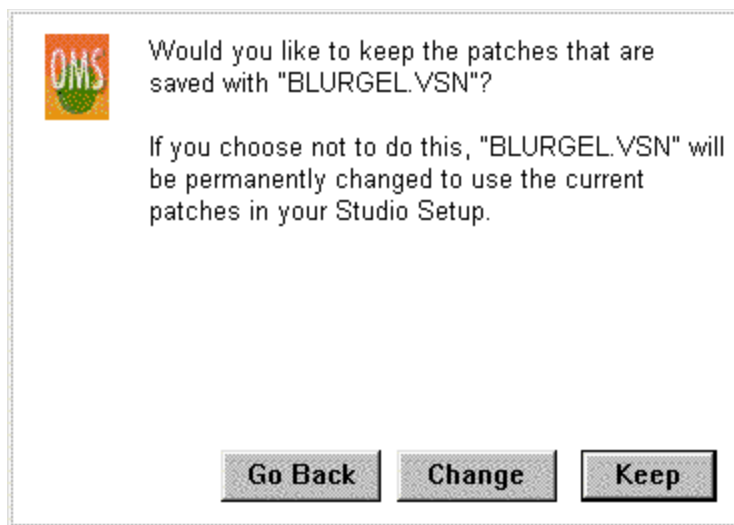 OMS
Would you like to keep the patches that are
saved with "BLURGEL.VSN"?
If you choose not to do this, "BLURGEL.VSN" will
be permanently changed to use the current
patches in your Studio Setup.
Go Back
Change
Keep